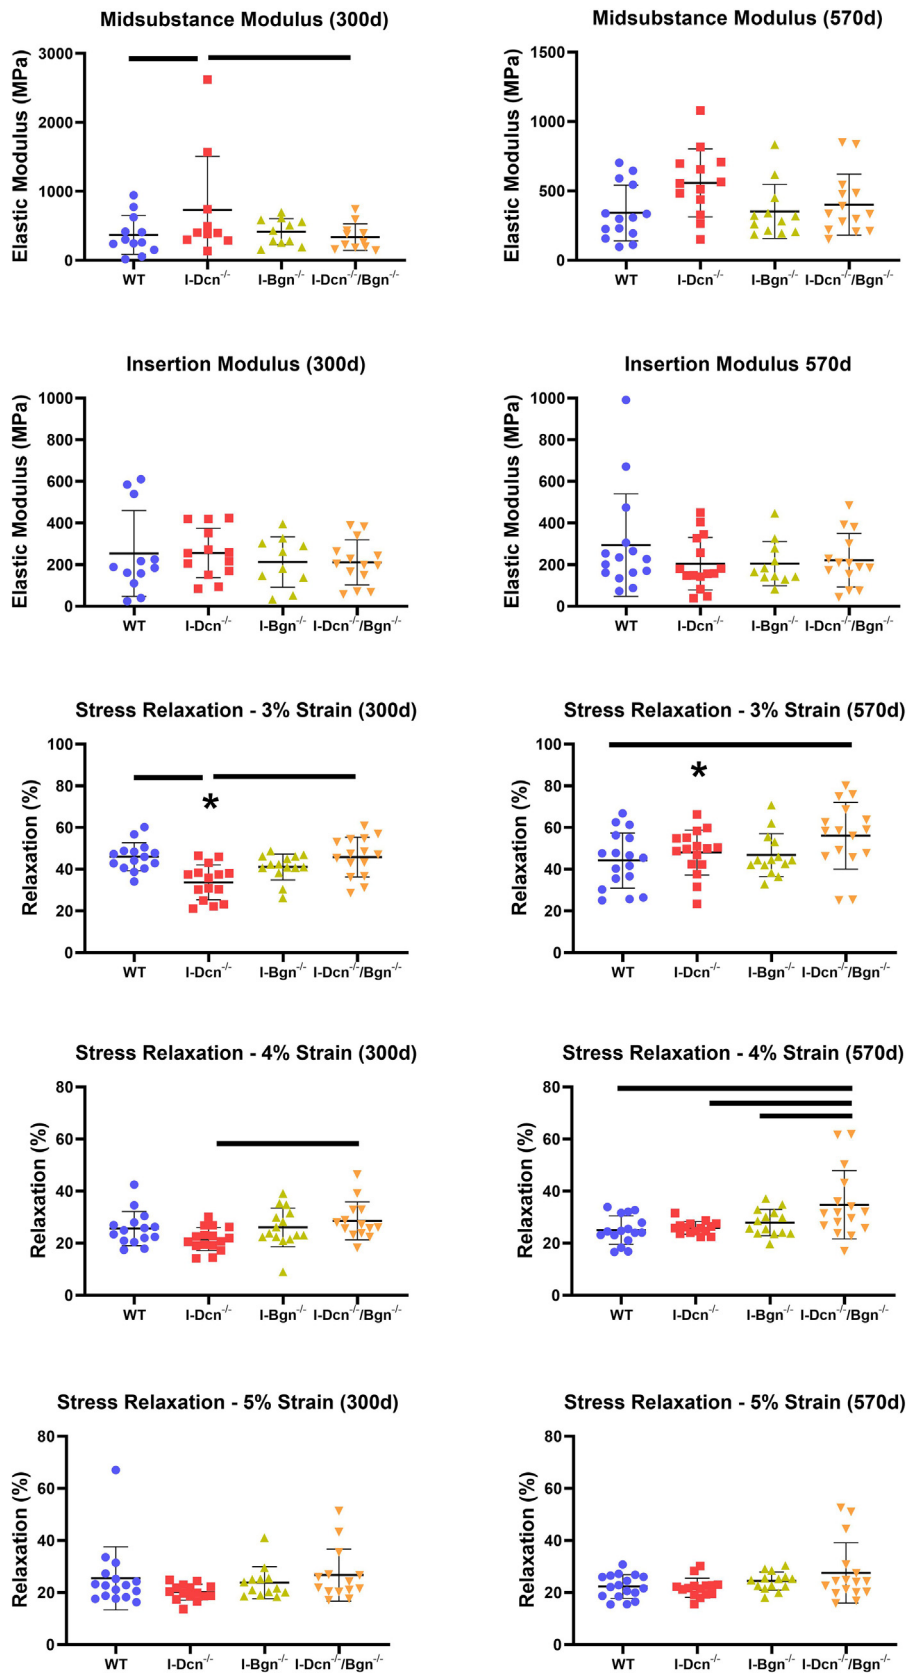 Midsubstance Modulus (300d)
Elastic Modulus (MPa)
3000
2000
1000
0
WT
I-Dcn⁻/⁻
I-Bgn⁻/⁻
I-Dcn⁻/⁻/Bgn⁻/⁻
Midsubstance Modulus (570d)
Elastic Modulus (MPa)
1500
1000
500
0
WT
I-Dcn⁻/⁻
I-Bgn⁻/⁻
I-Dcn⁻/⁻/Bgn⁻/⁻
Insertion Modulus (300d)
Elastic Modulus (MPa)
1000
800
600
400
200
0
WT
I-Dcn⁻/⁻
I-Bgn⁻/⁻
I-Dcn⁻/⁻/Bgn⁻/⁻
Insertion Modulus 570d
Elastic Modulus (MPa)
1000
800
600
400
200
0
WT
I-Dcn⁻/⁻
I-Bgn⁻/⁻
I-Dcn⁻/⁻/Bgn⁻/⁻
Stress Relaxation - 3% Strain (300d)
Relaxation (%)
100
80
60
40
20
0
*
WT
I-Dcn⁻/⁻
I-Bgn⁻/⁻
I-Dcn⁻/⁻/Bgn⁻/⁻
Stress Relaxation - 3% Strain (570d)
Relaxation (%)
100
80
60
40
20
0
*
WT
I-Dcn⁻/⁻
I-Bgn⁻/⁻
I-Dcn⁻/⁻/Bgn⁻/⁻
Stress Relaxation - 4% Strain (300d)
Relaxation (%)
80
60
40
20
0
WT
I-Dcn⁻/⁻
I-Bgn⁻/⁻
I-Dcn⁻/⁻/Bgn⁻/⁻
Stress Relaxation - 4% Strain (570d)
Relaxation (%)
80
60
40
20
0
WT
I-Dcn⁻/⁻
I-Bgn⁻/⁻
I-Dcn⁻/⁻/Bgn⁻/⁻
Stress Relaxation - 5% Strain (300d)
Relaxation (%)
80
60
40
20
0
WT
I-Dcn⁻/⁻
I-Bgn⁻/⁻
I-Dcn⁻/⁻/Bgn⁻/⁻
Stress Relaxation - 5% Strain (570d)
Relaxation (%)
80
60
40
20
0
WT
I-Dcn⁻/⁻
I-Bgn⁻/⁻
I-Dcn⁻/⁻/Bgn⁻/⁻